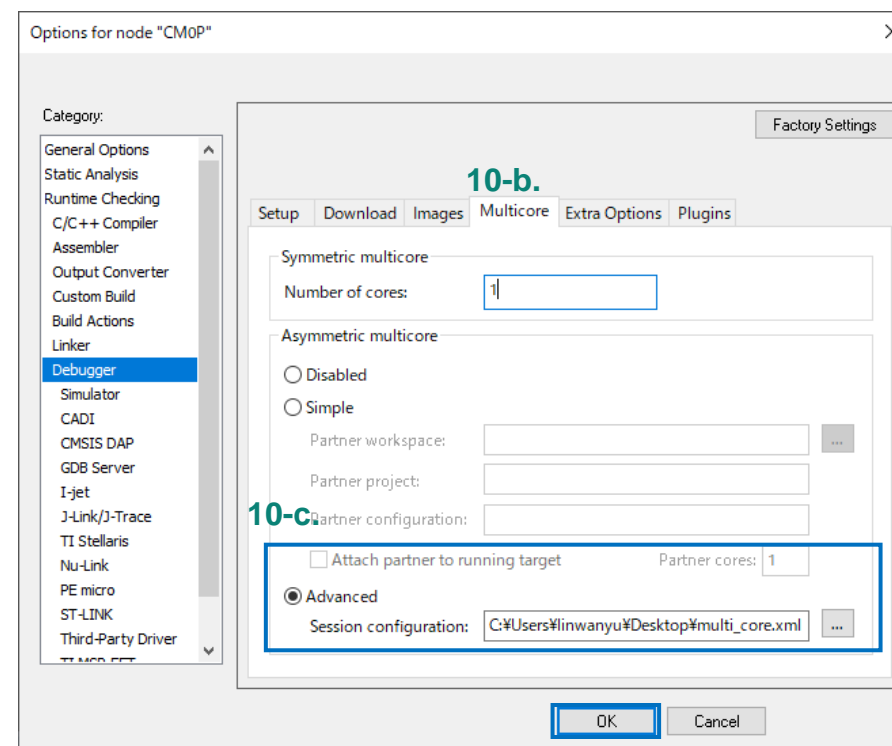 Options for node "CM0P"
Category:
Factory Settings
General Options
Static Analysis
Runtime Checking
C/C++ Compiler
Assembler
Output Converter
Custom Build
Build Actions
Linker
Debugger
Simulator
CADI
CMSIS DAP
GDB Server
I-jet
J-Link/J-Trace
TI Stellaris
Nu-Link
PE micro
ST-LINK
Third-Party Driver
10-b.
Setup Download Images Multicore Extra Options Plugins
Symmetric multicore
Number of cores: 1
Asymmetric multicore
Disabled
Simple
Partner workspace: ...
Partner project:
10-c.
Partner configuration:
Attach partner to running target Partner cores: 1
Advanced
Session configuration: C:¥Users¥linwanyu¥Desktop¥multi_core.xml ...
OK Cancel